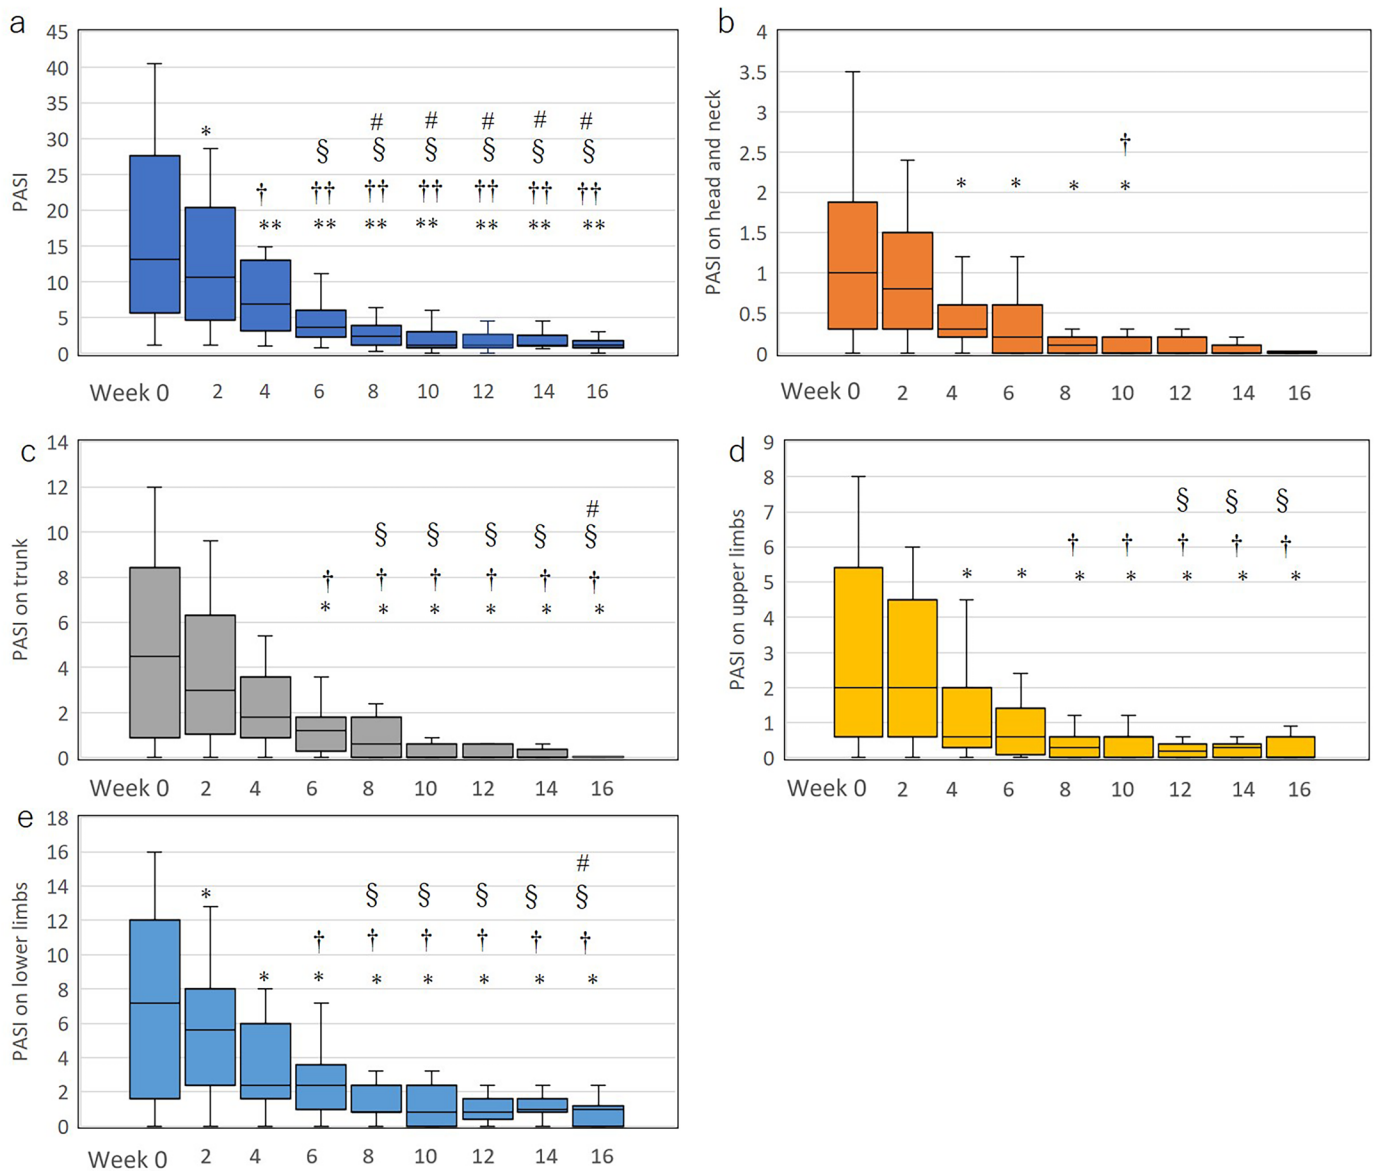 a
PASI
45
40
35
30
25
20
15
10
5
0
*
# # # # #
§ § § § § §
† †† †† †† †† †† ††
** ** ** ** ** ** **
Week 0 2 4 6 8 10 12 14 16
b
PASI on head and neck
4
3.5
3
2.5
2
1.5
1
0.5
0
†
* * * *
Week 0 2 4 6 8 10 12 14 16
c
PASI on trunk
14
12
10
8
6
4
2
0
#
§ § § § §
† † † † † †
* * * * * *
Week 0 2 4 6 8 10 12 14 16
d
PASI on upper limbs
9
8
7
6
5
4
3
2
1
0
§ § §
† † † † †
* * * * * * *
Week 0 2 4 6 8 10 12 14 16
e
PASI on lower limbs
18
16
14
12
10
8
6
4
2
0
#
* § § § § §
† † † † † †
* * * * * * *
Week 0 2 4 6 8 10 12 14 16